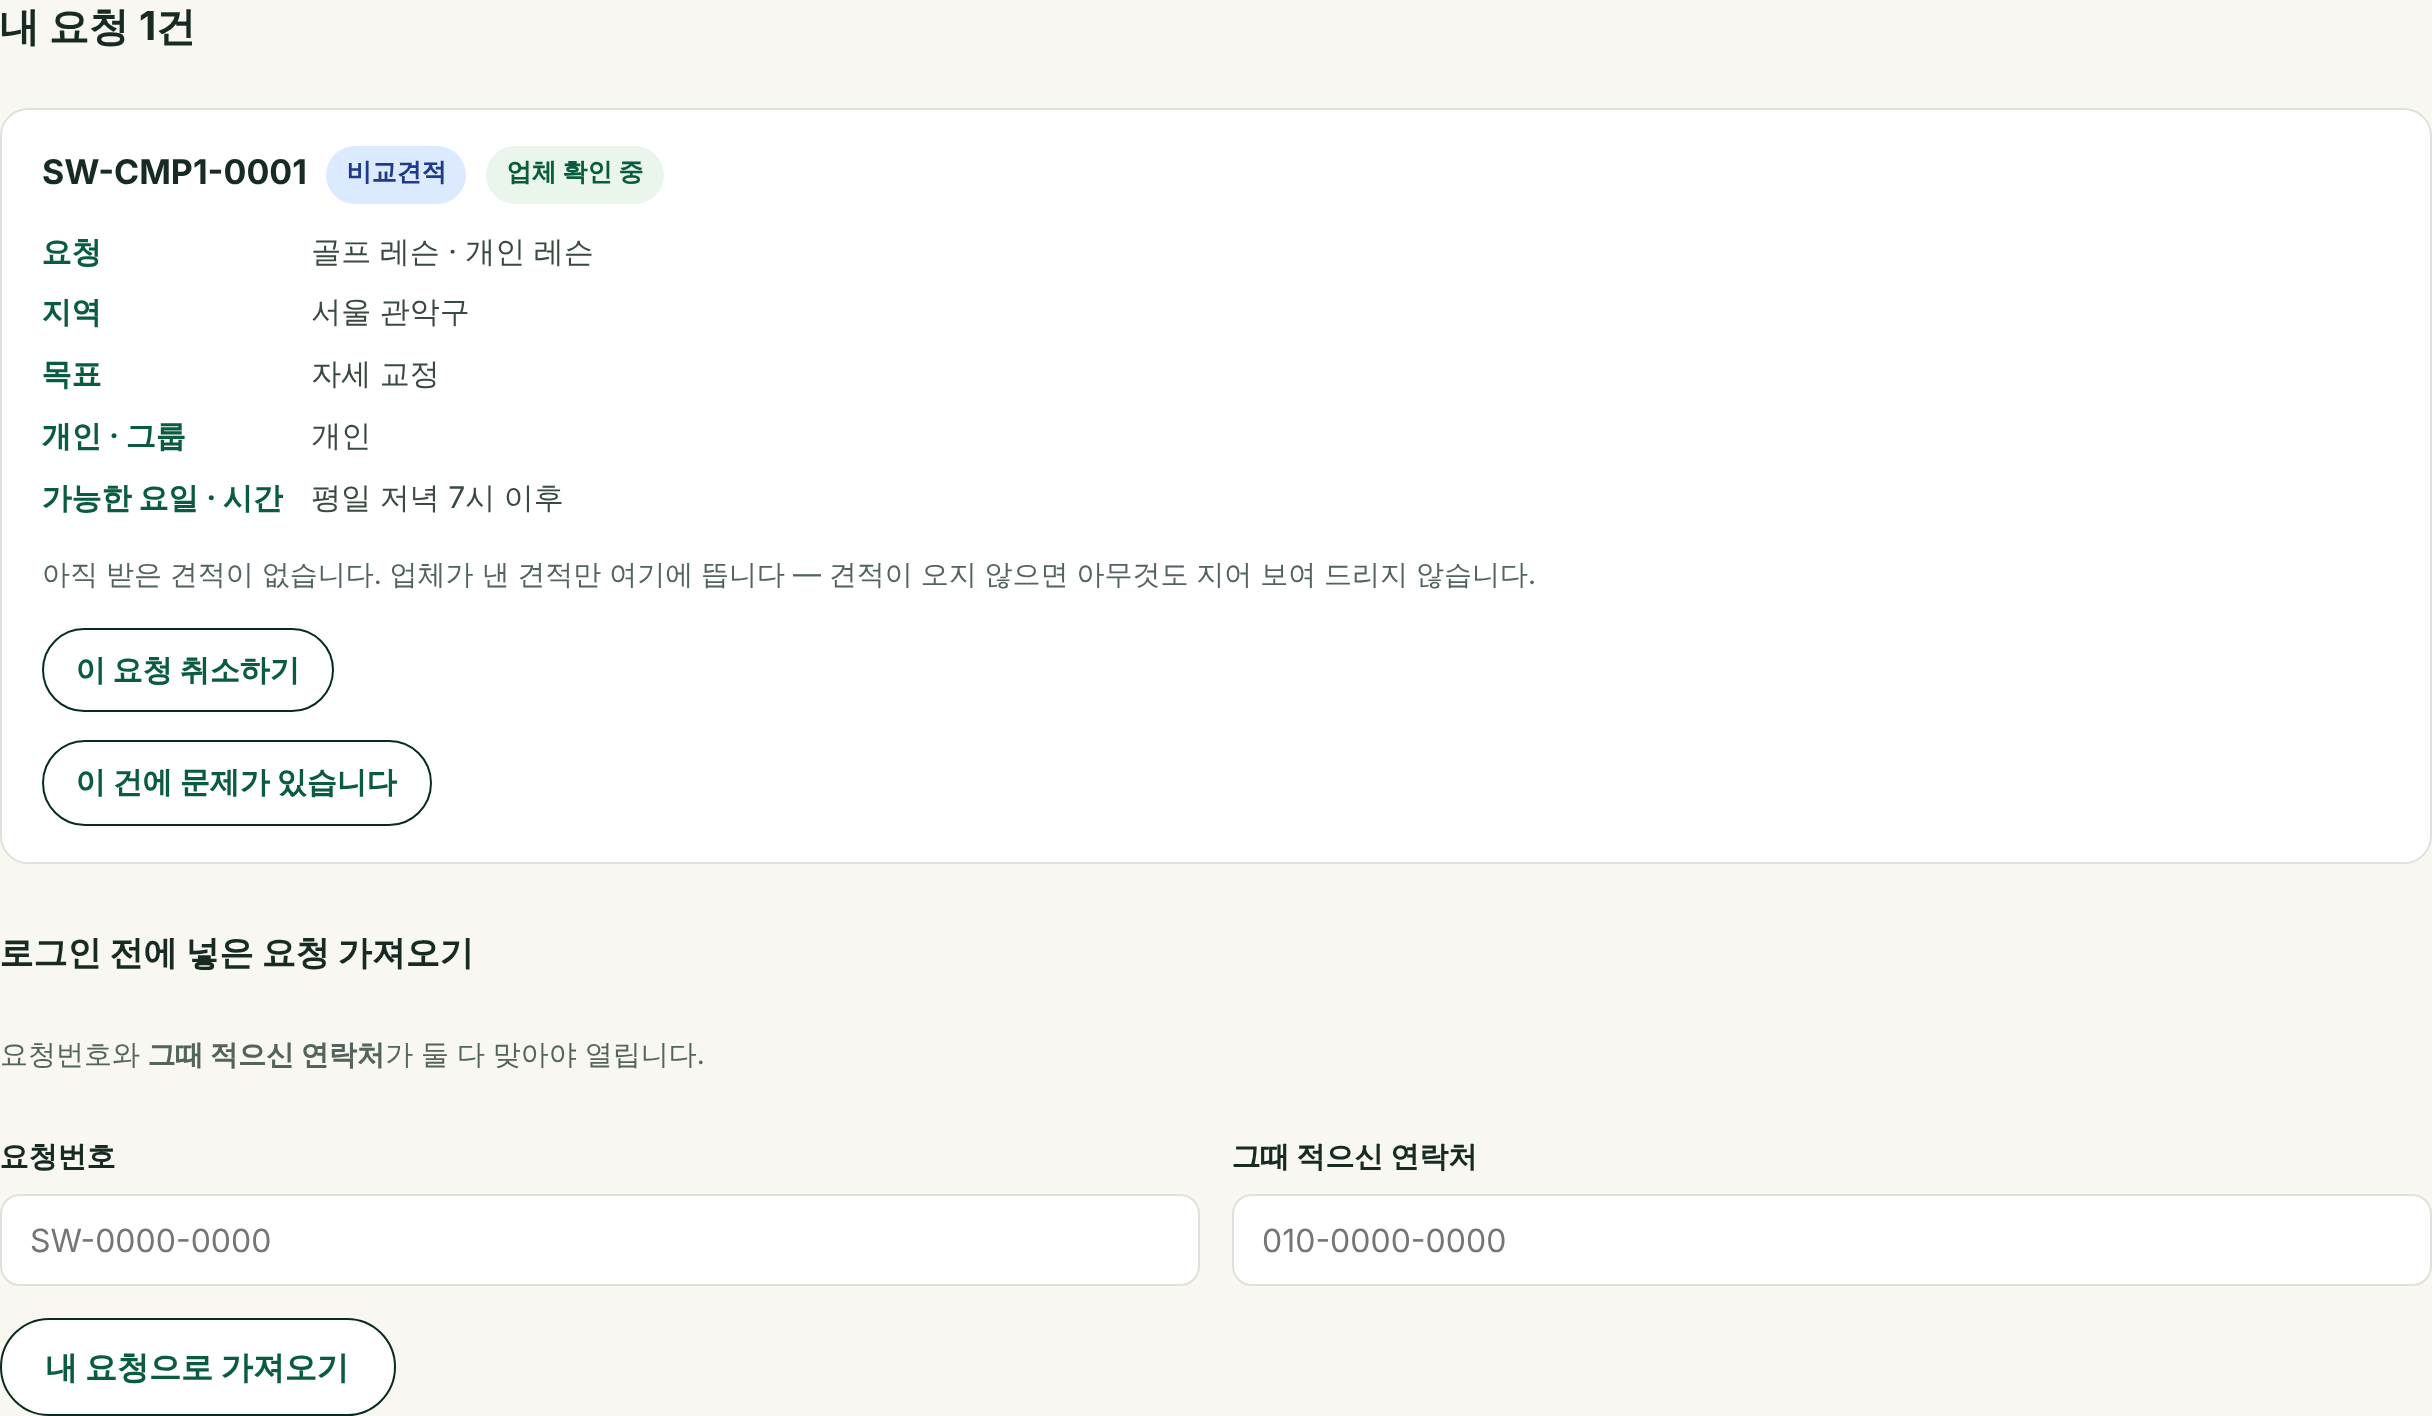 내 요청 1건
SW-CMP1-0001 비교견적 업체 확인 중
요청 골프 레슨 · 개인 레슨
지역 서울 관악구
목표 자세 교정
개인 · 그룹 개인
가능한 요일 · 시간 평일 저녁 7시 이후
아직 받은 견적이 없습니다. 업체가 낸 견적만 여기에 뜹니다 — 견적이 오지 않으면 아무것도 지어 보여 드리지 않습니다.
이 요청 취소하기
이 건에 문제가 있습니다
로그인 전에 넣은 요청 가져오기
요청번호와 그때 적으신 연락처가 둘 다 맞아야 열립니다.
요청번호 그때 적으신 연락처
SW-0000-0000 010-0000-0000
내 요청으로 가져오기